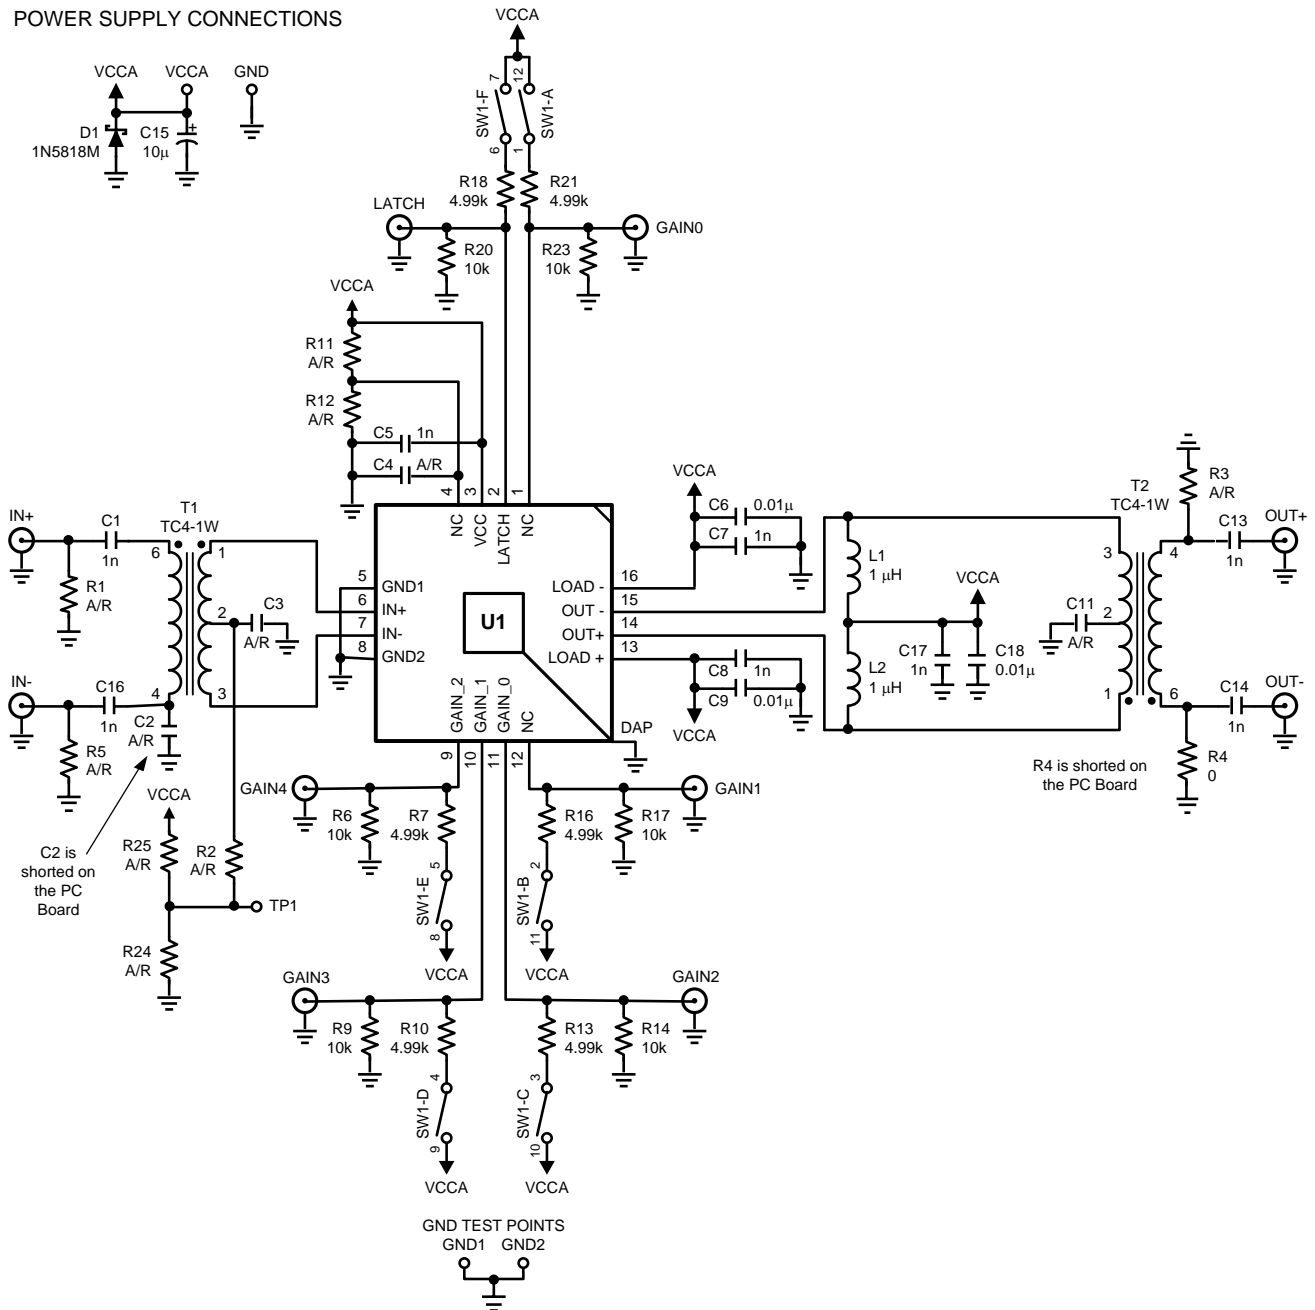 POWER SUPPLY CONNECTIONS
VCCA
VCCA
GND
D1
1N5818M
C15
10µ
+
VCCA
7
12
SW1-F
SW1-A
6
1
R18
4.99k
R21
4.99k
LATCH
GAIN0
R20
10k
R23
10k
VCCA
R11
A/R
R12
A/R
C5
1n
C4
A/R
4
3
2
1
NC
VCC
LATCH
NC
IN+
C1
1n
R1
A/R
T1
TC4-1W
6
1
2
C3
A/R
4
3
IN-
C16
1n
R5
A/R
C2
A/R
5
GND1
6
IN+
7
IN-
8
GND2
U1
LOAD -
16
OUT -
15
OUT+
14
LOAD +
13
GAIN_2
GAIN_1
GAIN_0
NC
9
10
11
12
DAP
VCCA
C6
0.01µ
C7
1n
C8
1n
C9
0.01µ
VCCA
L1
1 µH
L2
1 µH
VCCA
C17
1n
C18
0.01µ
T2
TC4-1W
3
4
C11
2
A/R
1
6
R3
A/R
C13
1n
OUT+
C14
1n
OUT-
R4
0
R4 is shorted on
the PC Board
C2 is
shorted on
the PC
Board
VCCA
R25
A/R
R2
A/R
TP1
R24
A/R
GAIN4
R6
10k
R7
4.99k
5
SW1-E
8
VCCA
GAIN1
R16
4.99k
R17
10k
2
SW1-B
11
VCCA
GAIN3
R9
10k
R10
4.99k
4
SW1-D
9
VCCA
GAIN2
R13
4.99k
R14
10k
3
SW1-C
10
VCCA
GND TEST POINTS
GND1
GND2